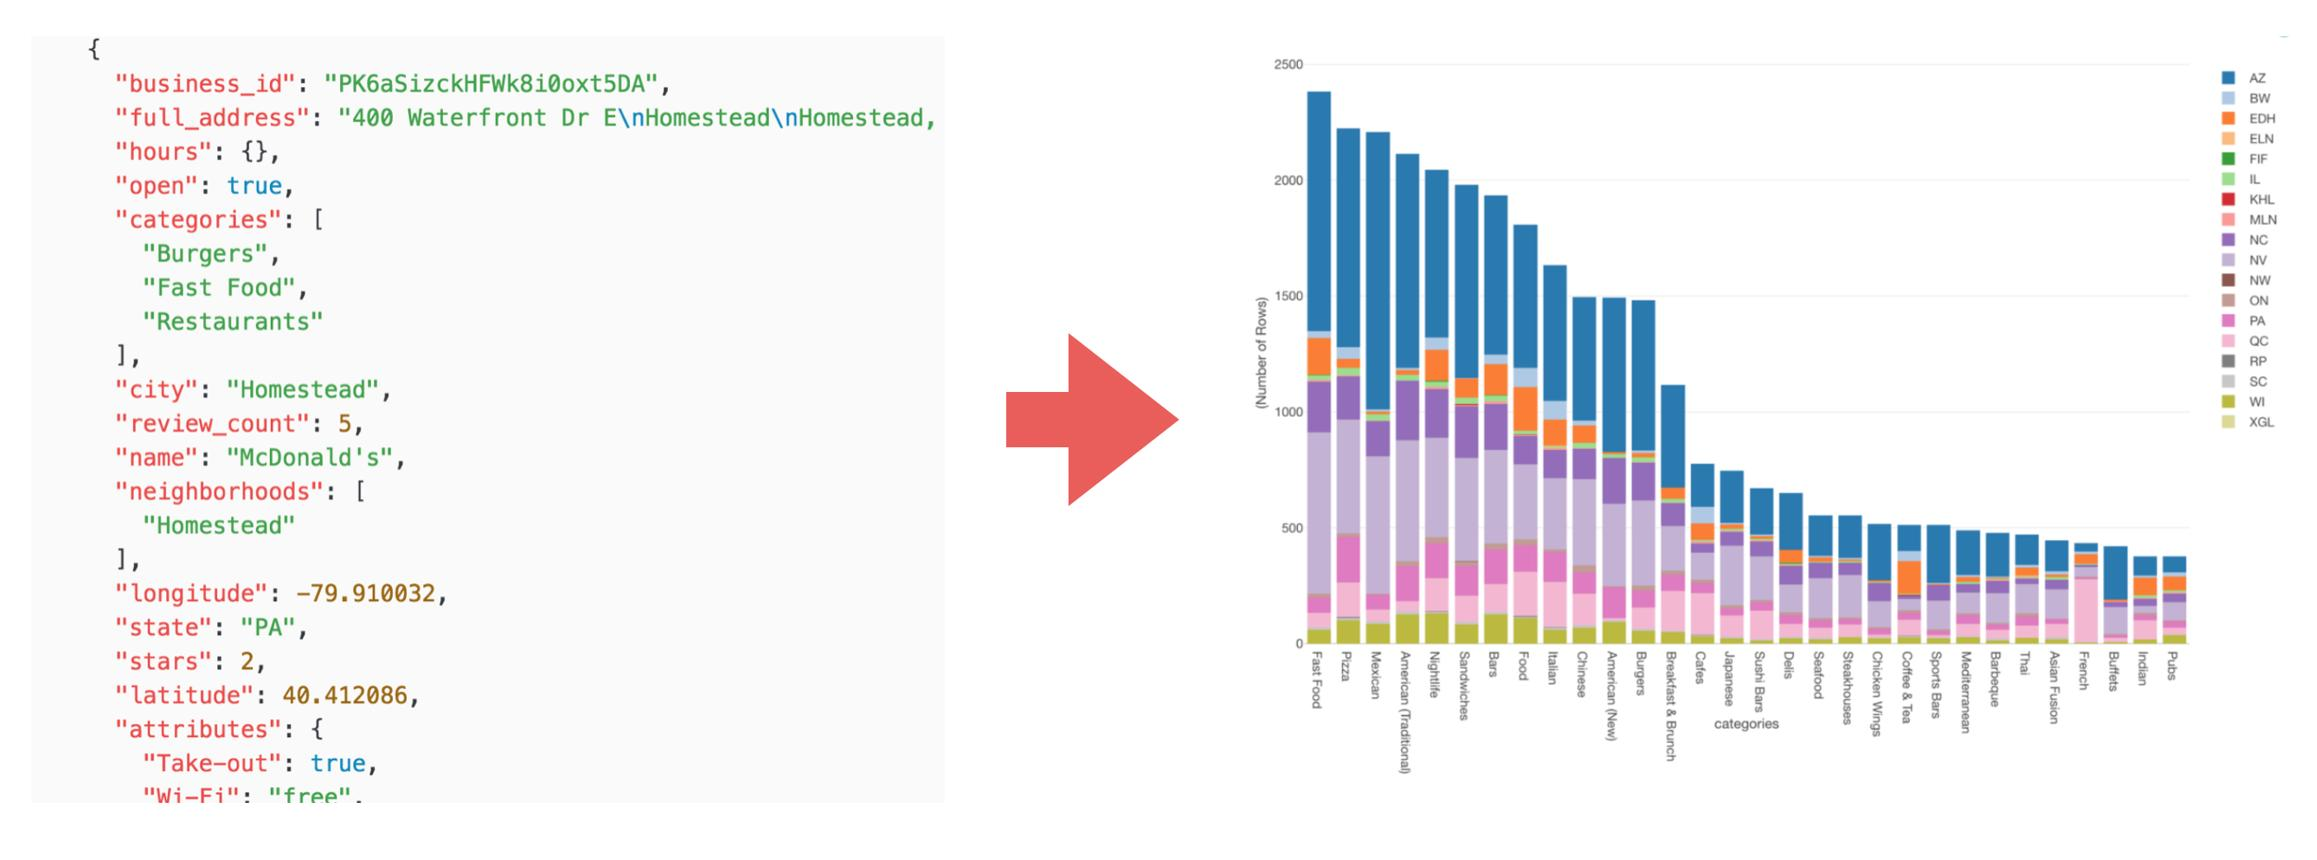 {
"business_id": "PK6aSizckHFWk8i0oxt5DA",
"full_address": "400 Waterfront Dr E\nHomestead\nHomestead,
"hours": {},
"open": true,
"categories": [
"Burgers",
"Fast Food",
"Restaurants"
],
"city": "Homestead",
"review_count": 5,
"name": "McDonald's",
"neighborhoods": [
"Homestead"
],
"longitude": -79.910032,
"state": "PA",
"stars": 2,
"latitude": 40.412086,
"attributes": {
"Take-out": true,
"Wi-Fi": "free",
(Number of Rows)
2500
2000
1500
1000
500
0
Fast Food
Pizza
Mexican
American (Traditional)
Nightlife
Sandwiches
Bars
Food
Italian
Chinese
American (New)
Burgers
Breakfast & Brunch
Cafes
Japanese
Sushi Bars
Delis
Seafood
Steakhouses
Chicken Wings
Coffee & Tea
Sports Bars
Mediterranean
Barbeque
Thai
Asian Fusion
French
Buffets
Indian
Pubs
categories
AZ
BW
EDH
ELN
FIF
IL
KHL
MLN
NC
NV
NW
ON
PA
QC
RP
SC
WI
XGL